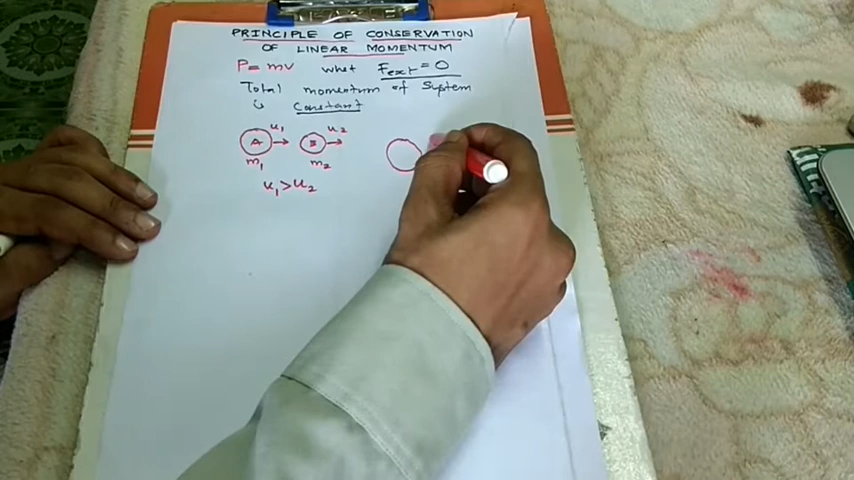 PRINCIPLE OF CONSERVATION
OF LINEAR MOMENTUM
P = mv when Fext = 0
Total momentum of System
is Constant
u₁ u₂
A B
m₁ m₂
u₁>u₂